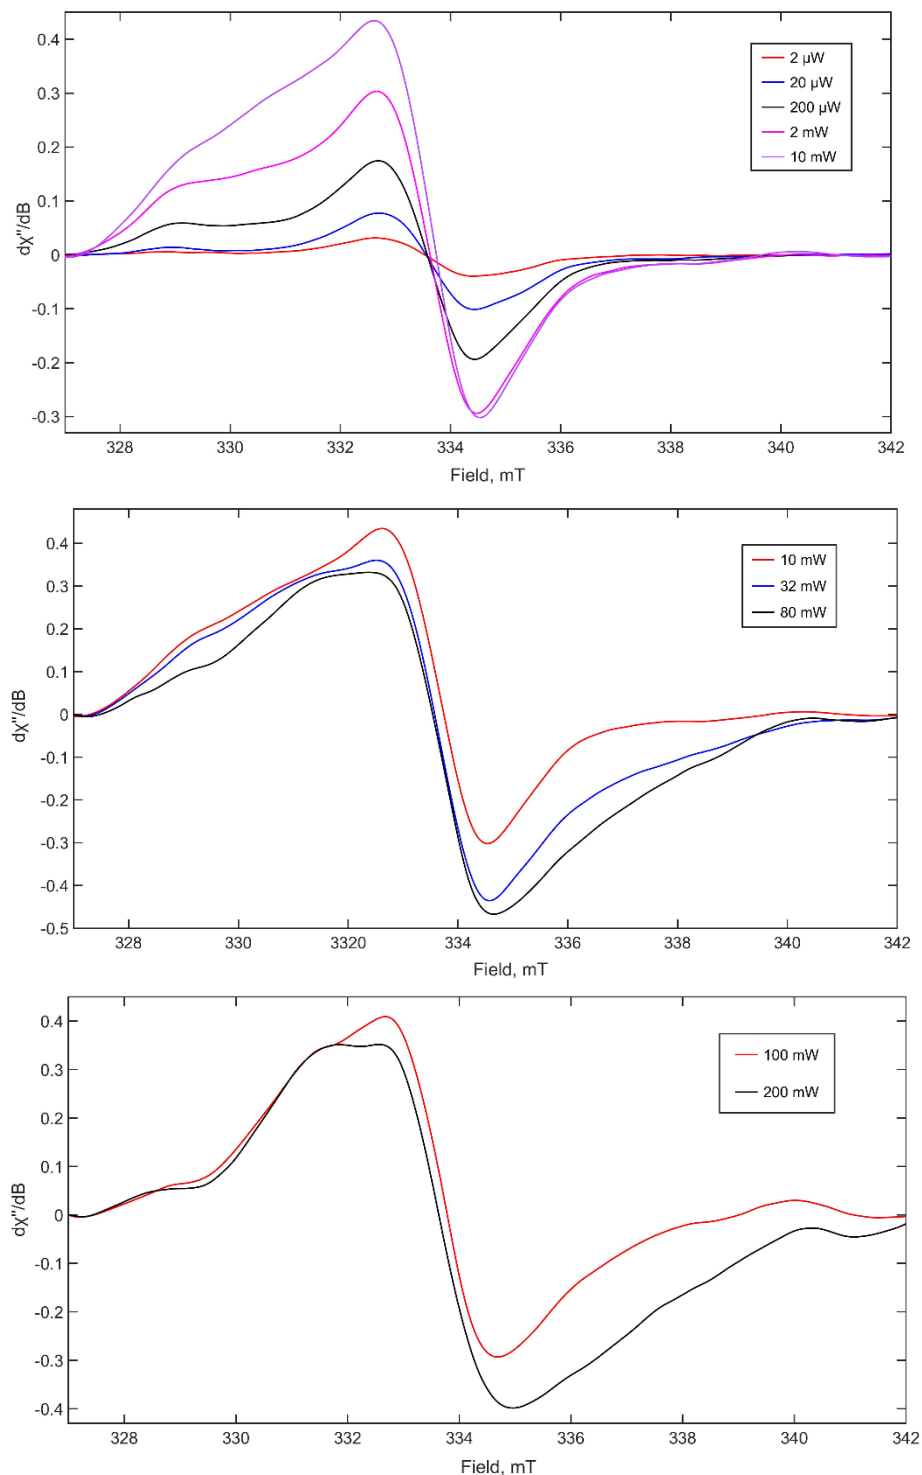 0.4
0.3
0.2
0.1
0
-0.1
-0.2
-0.3
dχ"/dB
2 µW
20 µW
200 µW
2 mW
10 mW
328 330 332 334 336 338 340 342
Field, mT
0.4
0.3
0.2
0.1
0
-0.1
-0.2
-0.3
-0.4
-0.5
dχ"/dB
10 mW
32 mW
80 mW
328 330 3320 334 336 338 340 342
Field, mT
0.4
0.3
0.2
0.1
0
-0.1
-0.2
-0.3
-0.4
dχ"/dB
100 mW
200 mW
328 330 332 334 336 338 340 342
Field, mT